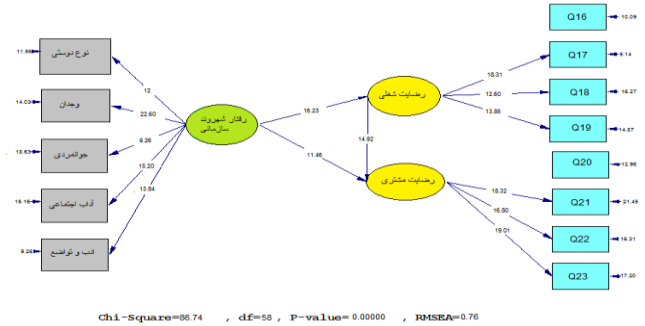 Q16
10.09
11.98
نوع دوستی
Q17
9.14
12
18.31
رضایت شغلی
12.60
Q18
16.27
14.03
وجدان
22.60
16.23
13.86
رفتار شهروند
سازمانی
Q19
14.87
18.63
جوانمردی
9.26
14.92
11.46
Q20
12.96
15.20
رضایت مشتری
18.32
Q21
21.45
15.16
آداب اجتماعی
13.84
16.80
Q22
15.31
19.01
9.25
ادب و تواضع
Q23
17.20
Chi-Square=86.74 , df=58 , P-value= 0.00000 , RMSEA=0.76